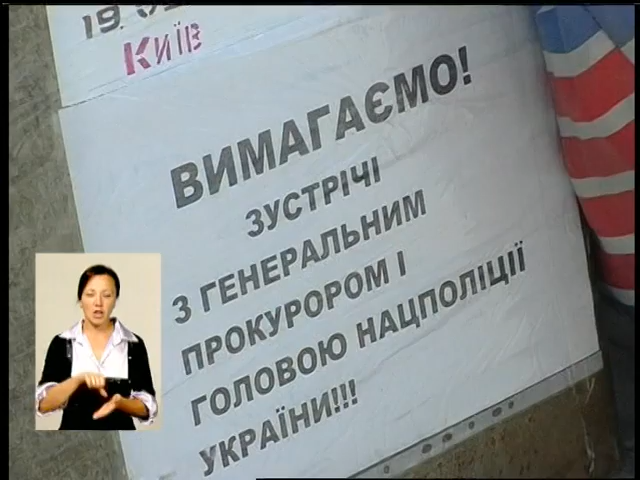 КИЇВ
ВИМАГАЄМО!
ЗУСТРІЧІ
З ГЕНЕРАЛЬНИМ
ПРОКУРОРОМ І
ГОЛОВОЮ НАЦПОЛІЦІЇ
УКРАЇНИ!!!